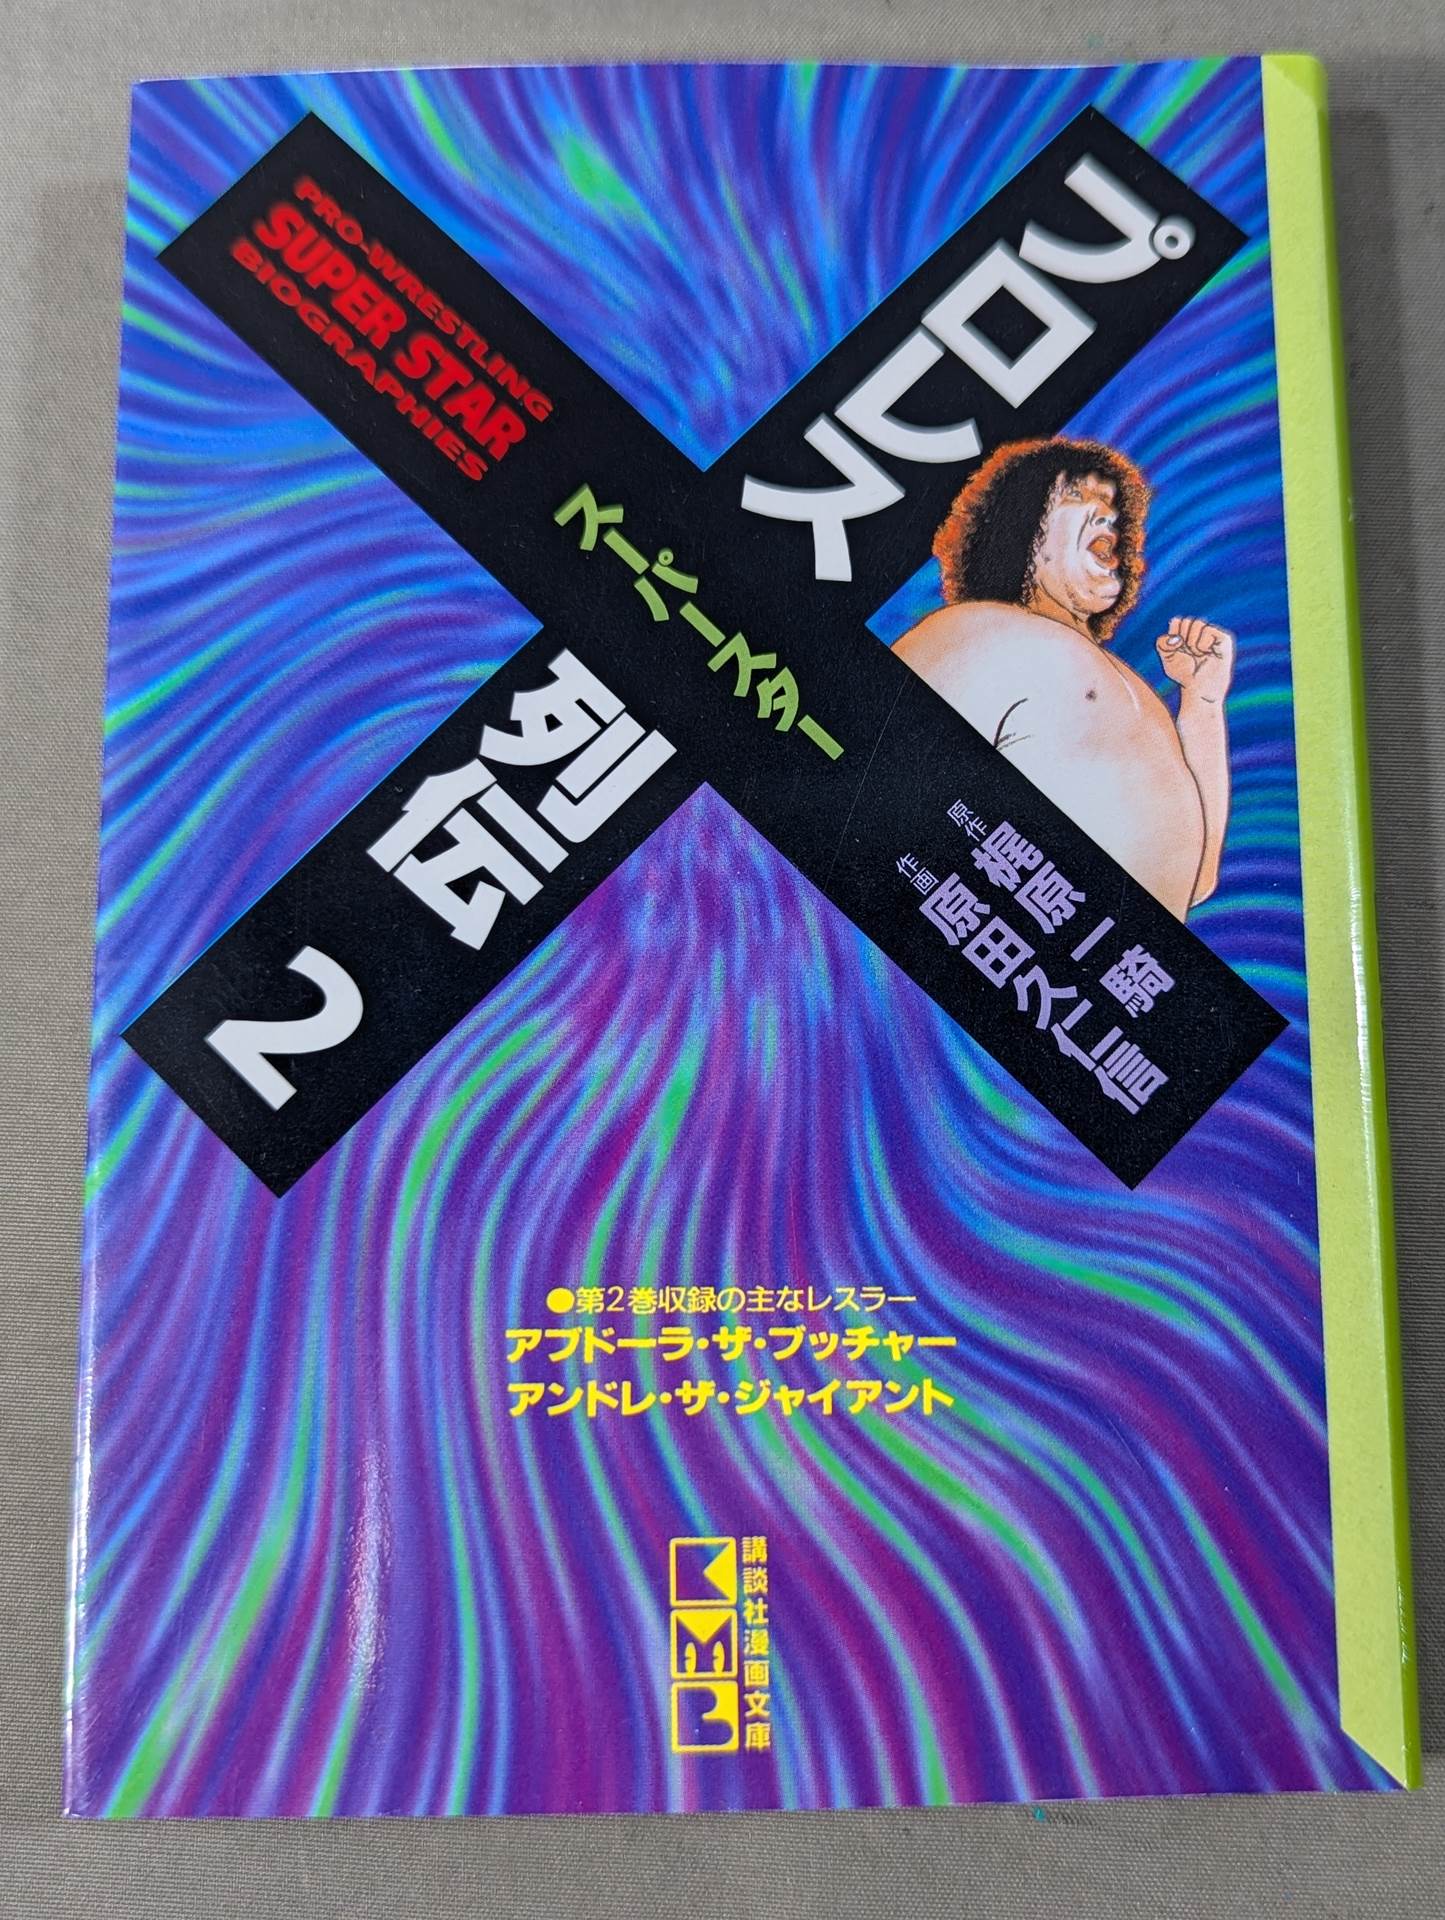 PRO-WRESTLING
SUPER STAR
BIOGRAPHIES
プロレス
スーパースター
列伝
2
原作
梶原一騎
作画
原田久仁信
●第2巻収録の主なレスラー
アブドーラ・ザ・ブッチャー
アンドレ・ザ・ジャイアント
KMB
講談社漫画文庫